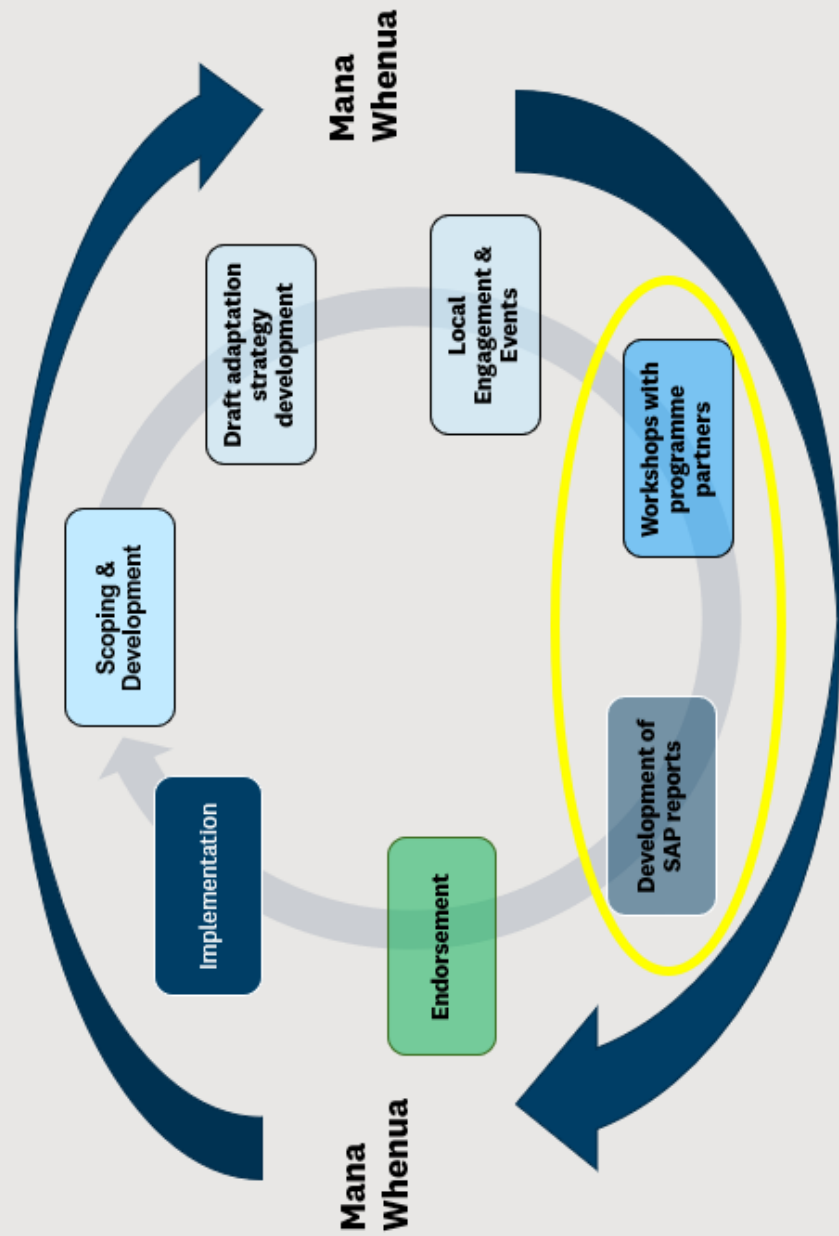 Scoping &
Development
Draft adaptation
strategy
development
Mana
Whenua
Local
Engagement &
Events
Workshops with
programme
partners
Development of
SAP reports
Endorsement
Mana
Whenua
Implementation